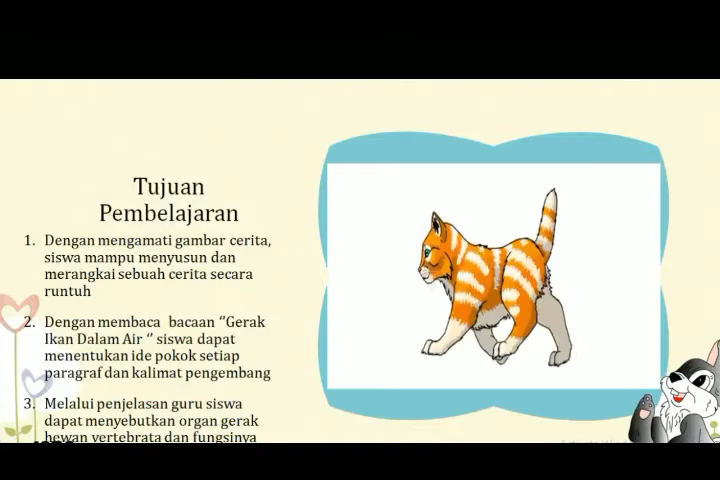 Tujuan
Pembelajaran
1. Dengan mengamati gambar cerita,
siswa mampu menyusun dan
merangkai sebuah cerita secara
runtuh
2. Dengan membaca bacaan “Gerak
Ikan Dalam Air “ siswa dapat
menentukan ide pokok setiap
paragraf dan kalimat pengembang
3. Melalui penjelasan guru siswa
dapat menyebutkan organ gerak
hewan vertebrata dan fungsinya